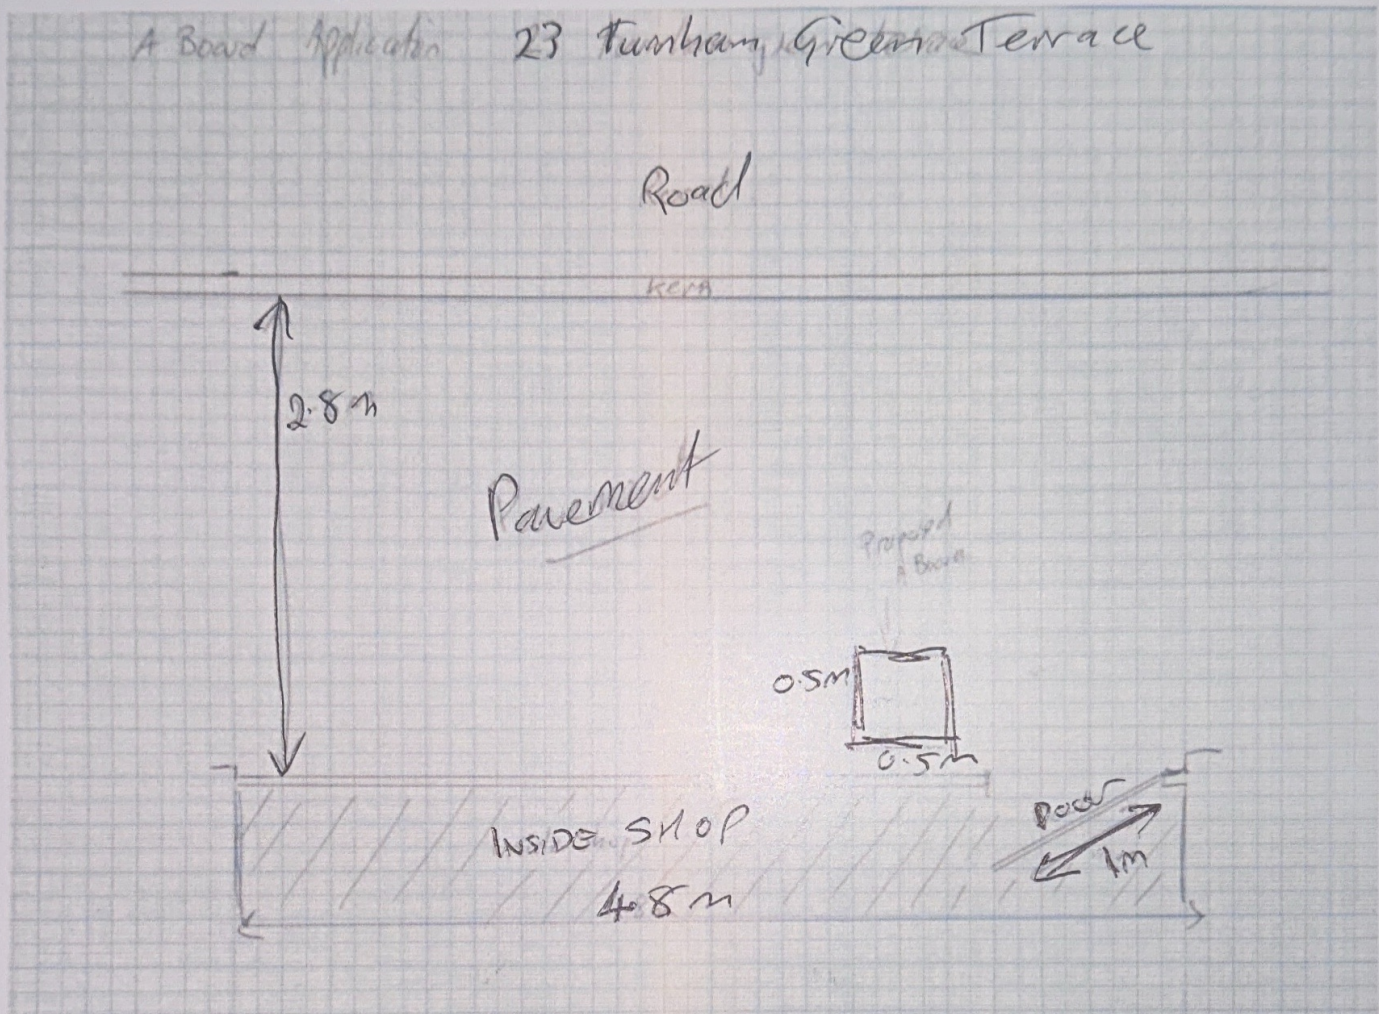 A Board Application 23 Turnham Green Terrace
Road
KERB
2.8m
Pavement
Proposed
A Board
0.5m
0.5m
Door
INSIDE SHOP
1m
4.8m